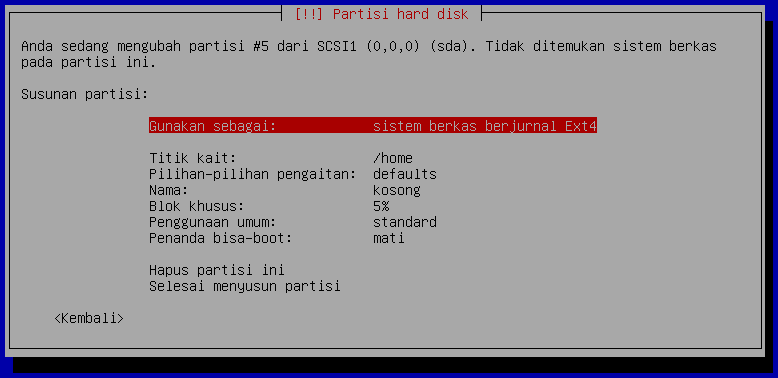 [!!] Partisi hard disk
Anda sedang mengubah partisi #5 dari SCSI1 (0,0,0) (sda). Tidak ditemukan sistem berkas
pada partisi ini.
Susunan partisi:
Gunakan sebagai: sistem berkas berjurnal Ext4
Titik kait: /home
Pilihan-pilihan pengaitan: defaults
Nama: kosong
Blok khusus: 5%
Penggunaan umum: standard
Penanda bisa-boot: mati
Hapus partisi ini
Selesai menyusun partisi
<Kembali>